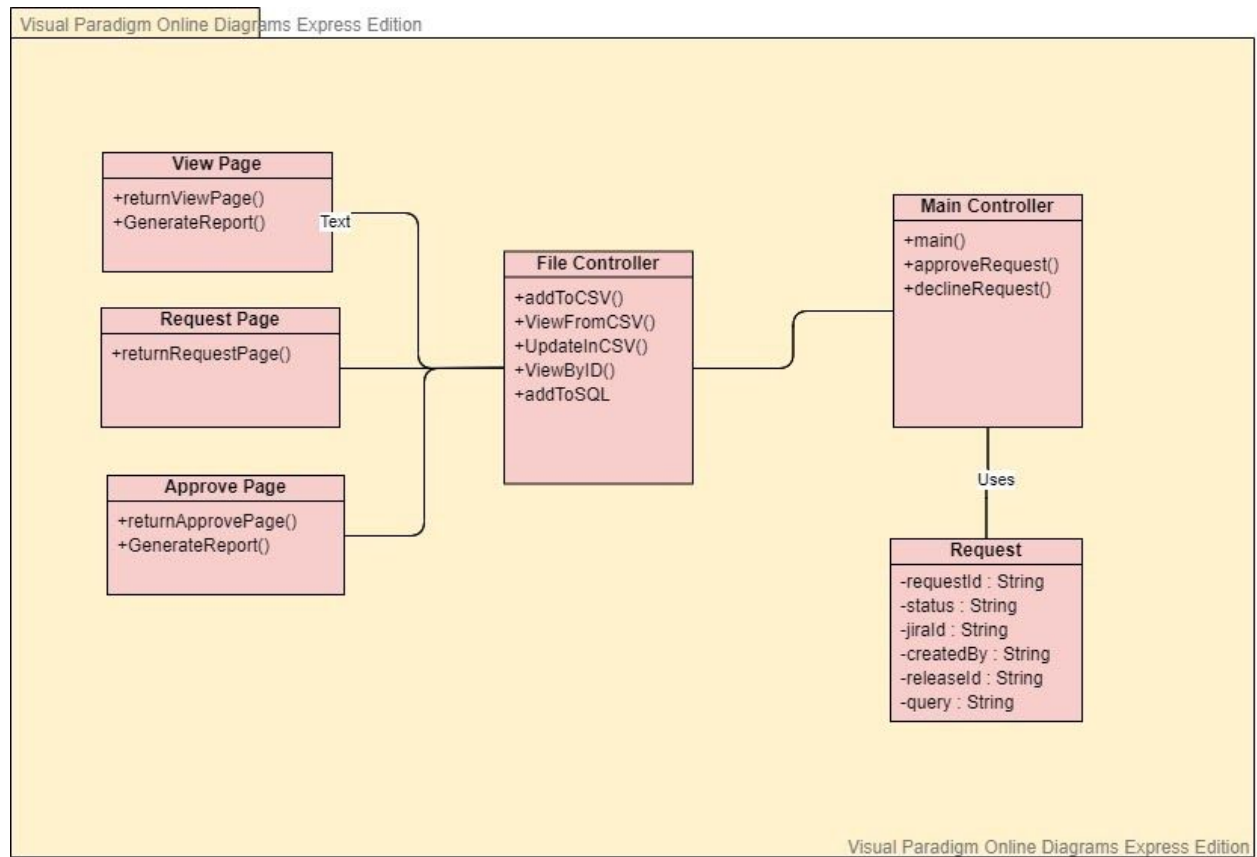 Visual Paradigm Online Diagrams Express Edition
View Page
+returnViewPage()
+GenerateReport()
Text
Request Page
+returnRequestPage()
Approve Page
+returnApprovePage()
+GenerateReport()
File Controller
+addToCSV()
+ViewFromCSV()
+UpdateInCSV()
+ViewByID()
+addToSQL
Main Controller
+main()
+approveRequest()
+declineRequest()
Uses
Request
-requestId : String
-status : String
-jiraId : String
-createdBy : String
-releaseId : String
-query : String
Visual Paradigm Online Diagrams Express Edition